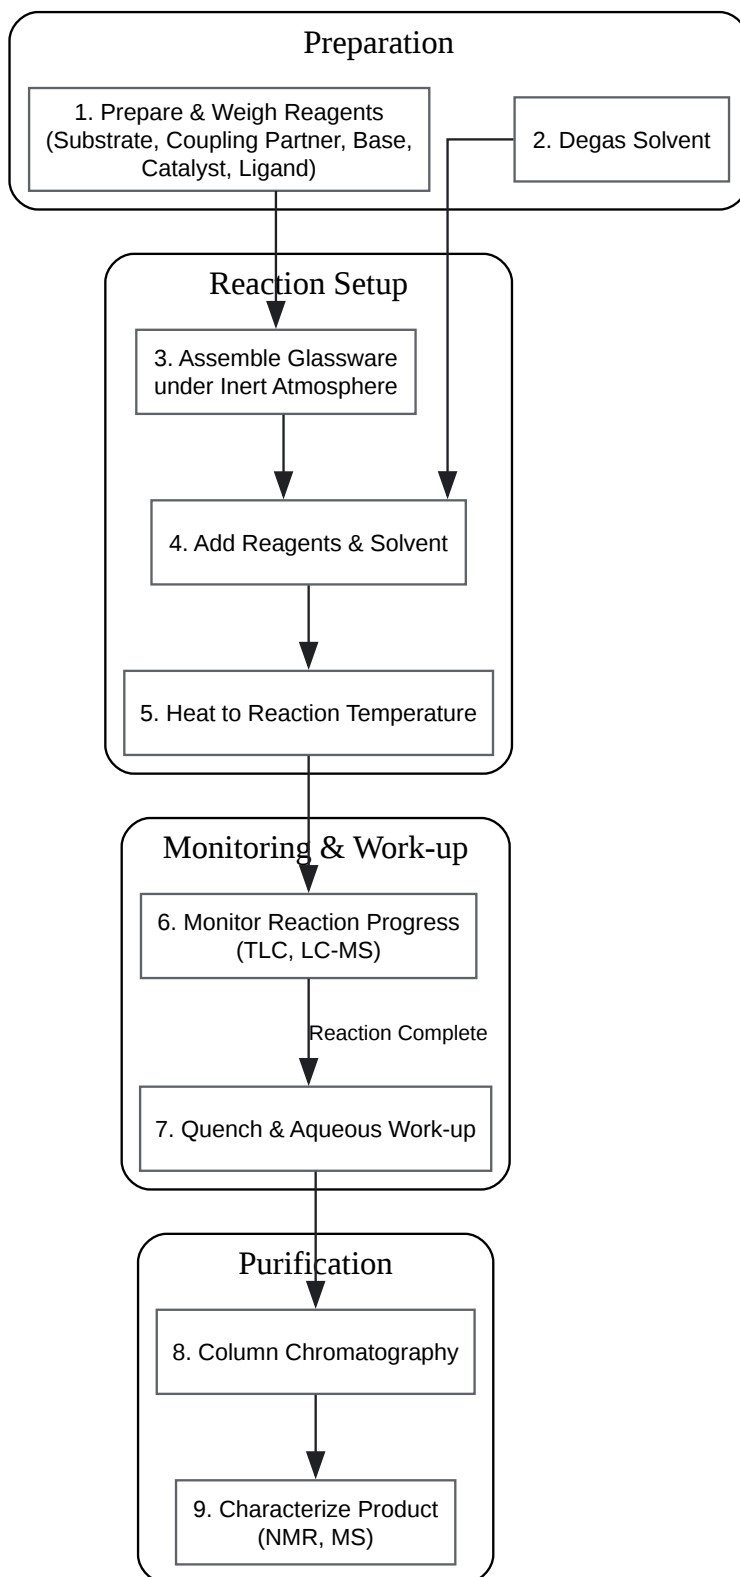 Preparation
1. Prepare & Weigh Reagents
(Substrate, Coupling Partner, Base,
Catalyst, Ligand)
2. Degas Solvent
Reaction Setup
3. Assemble Glassware
under Inert Atmosphere
4. Add Reagents & Solvent
5. Heat to Reaction Temperature
Monitoring & Work-up
6. Monitor Reaction Progress
(TLC, LC-MS)
Reaction Complete
7. Quench & Aqueous Work-up
Purification
8. Column Chromatography
9. Characterize Product
(NMR, MS)